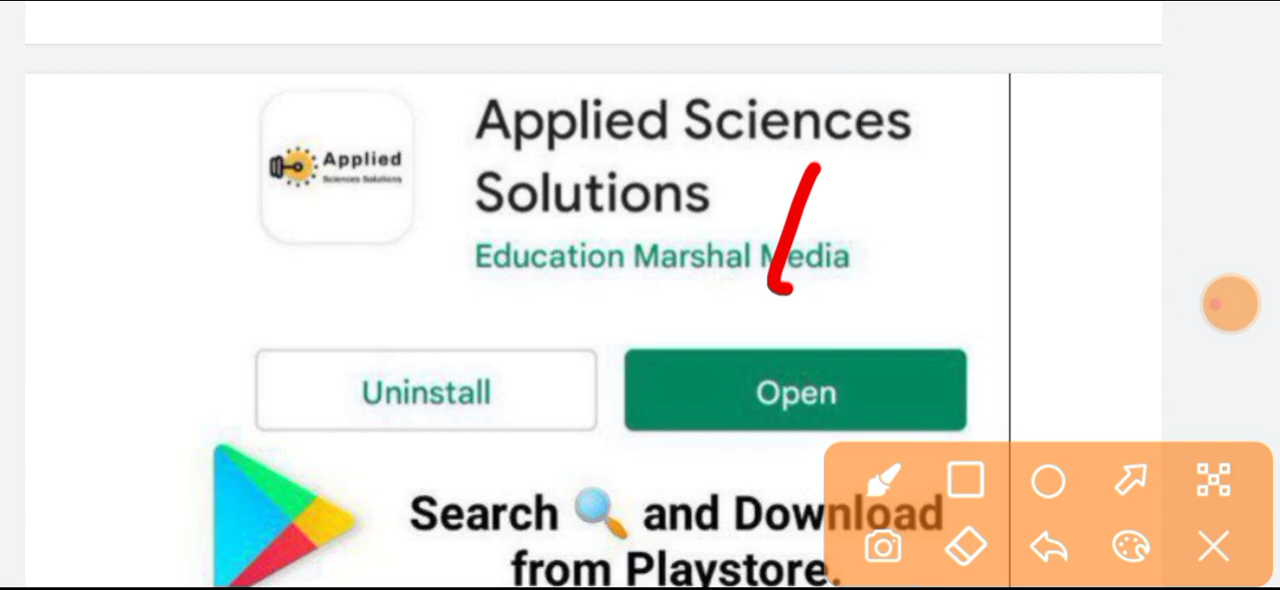 Applied Sciences
Solutions
Applied
Sciences Solutions
Education Marshal Media
Uninstall
Open
Search 🔍 and Download
from Playstore.